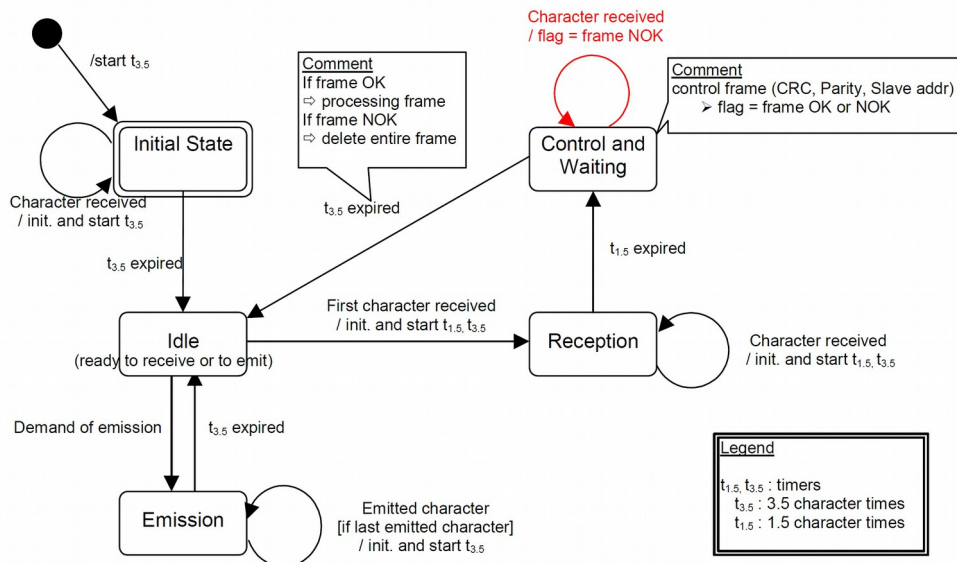 Character received
/ flag = frame NOK
/start t3.5
Comment
If frame OK
⇨ processing frame
If frame NOK
⇨ delete entire frame
Comment
control frame (CRC, Parity, Slave addr)
➢ flag = frame OK or NOK
Initial State
Control and
Waiting
Character received
/ init. and start t3.5
t3.5 expired
t3.5 expired
t1.5 expired
First character received
/ init. and start t1.5, t3.5
Idle
(ready to receive or to emit)
Reception
Character received
/ init. and start t1.5, t3.5
Demand of emission
t3.5 expired
Emission
Emitted character
[if last emitted character]
/ init. and start t3.5
Legend
t1.5, t3.5 : timers
t3.5 : 3.5 character times
t1.5 : 1.5 character times